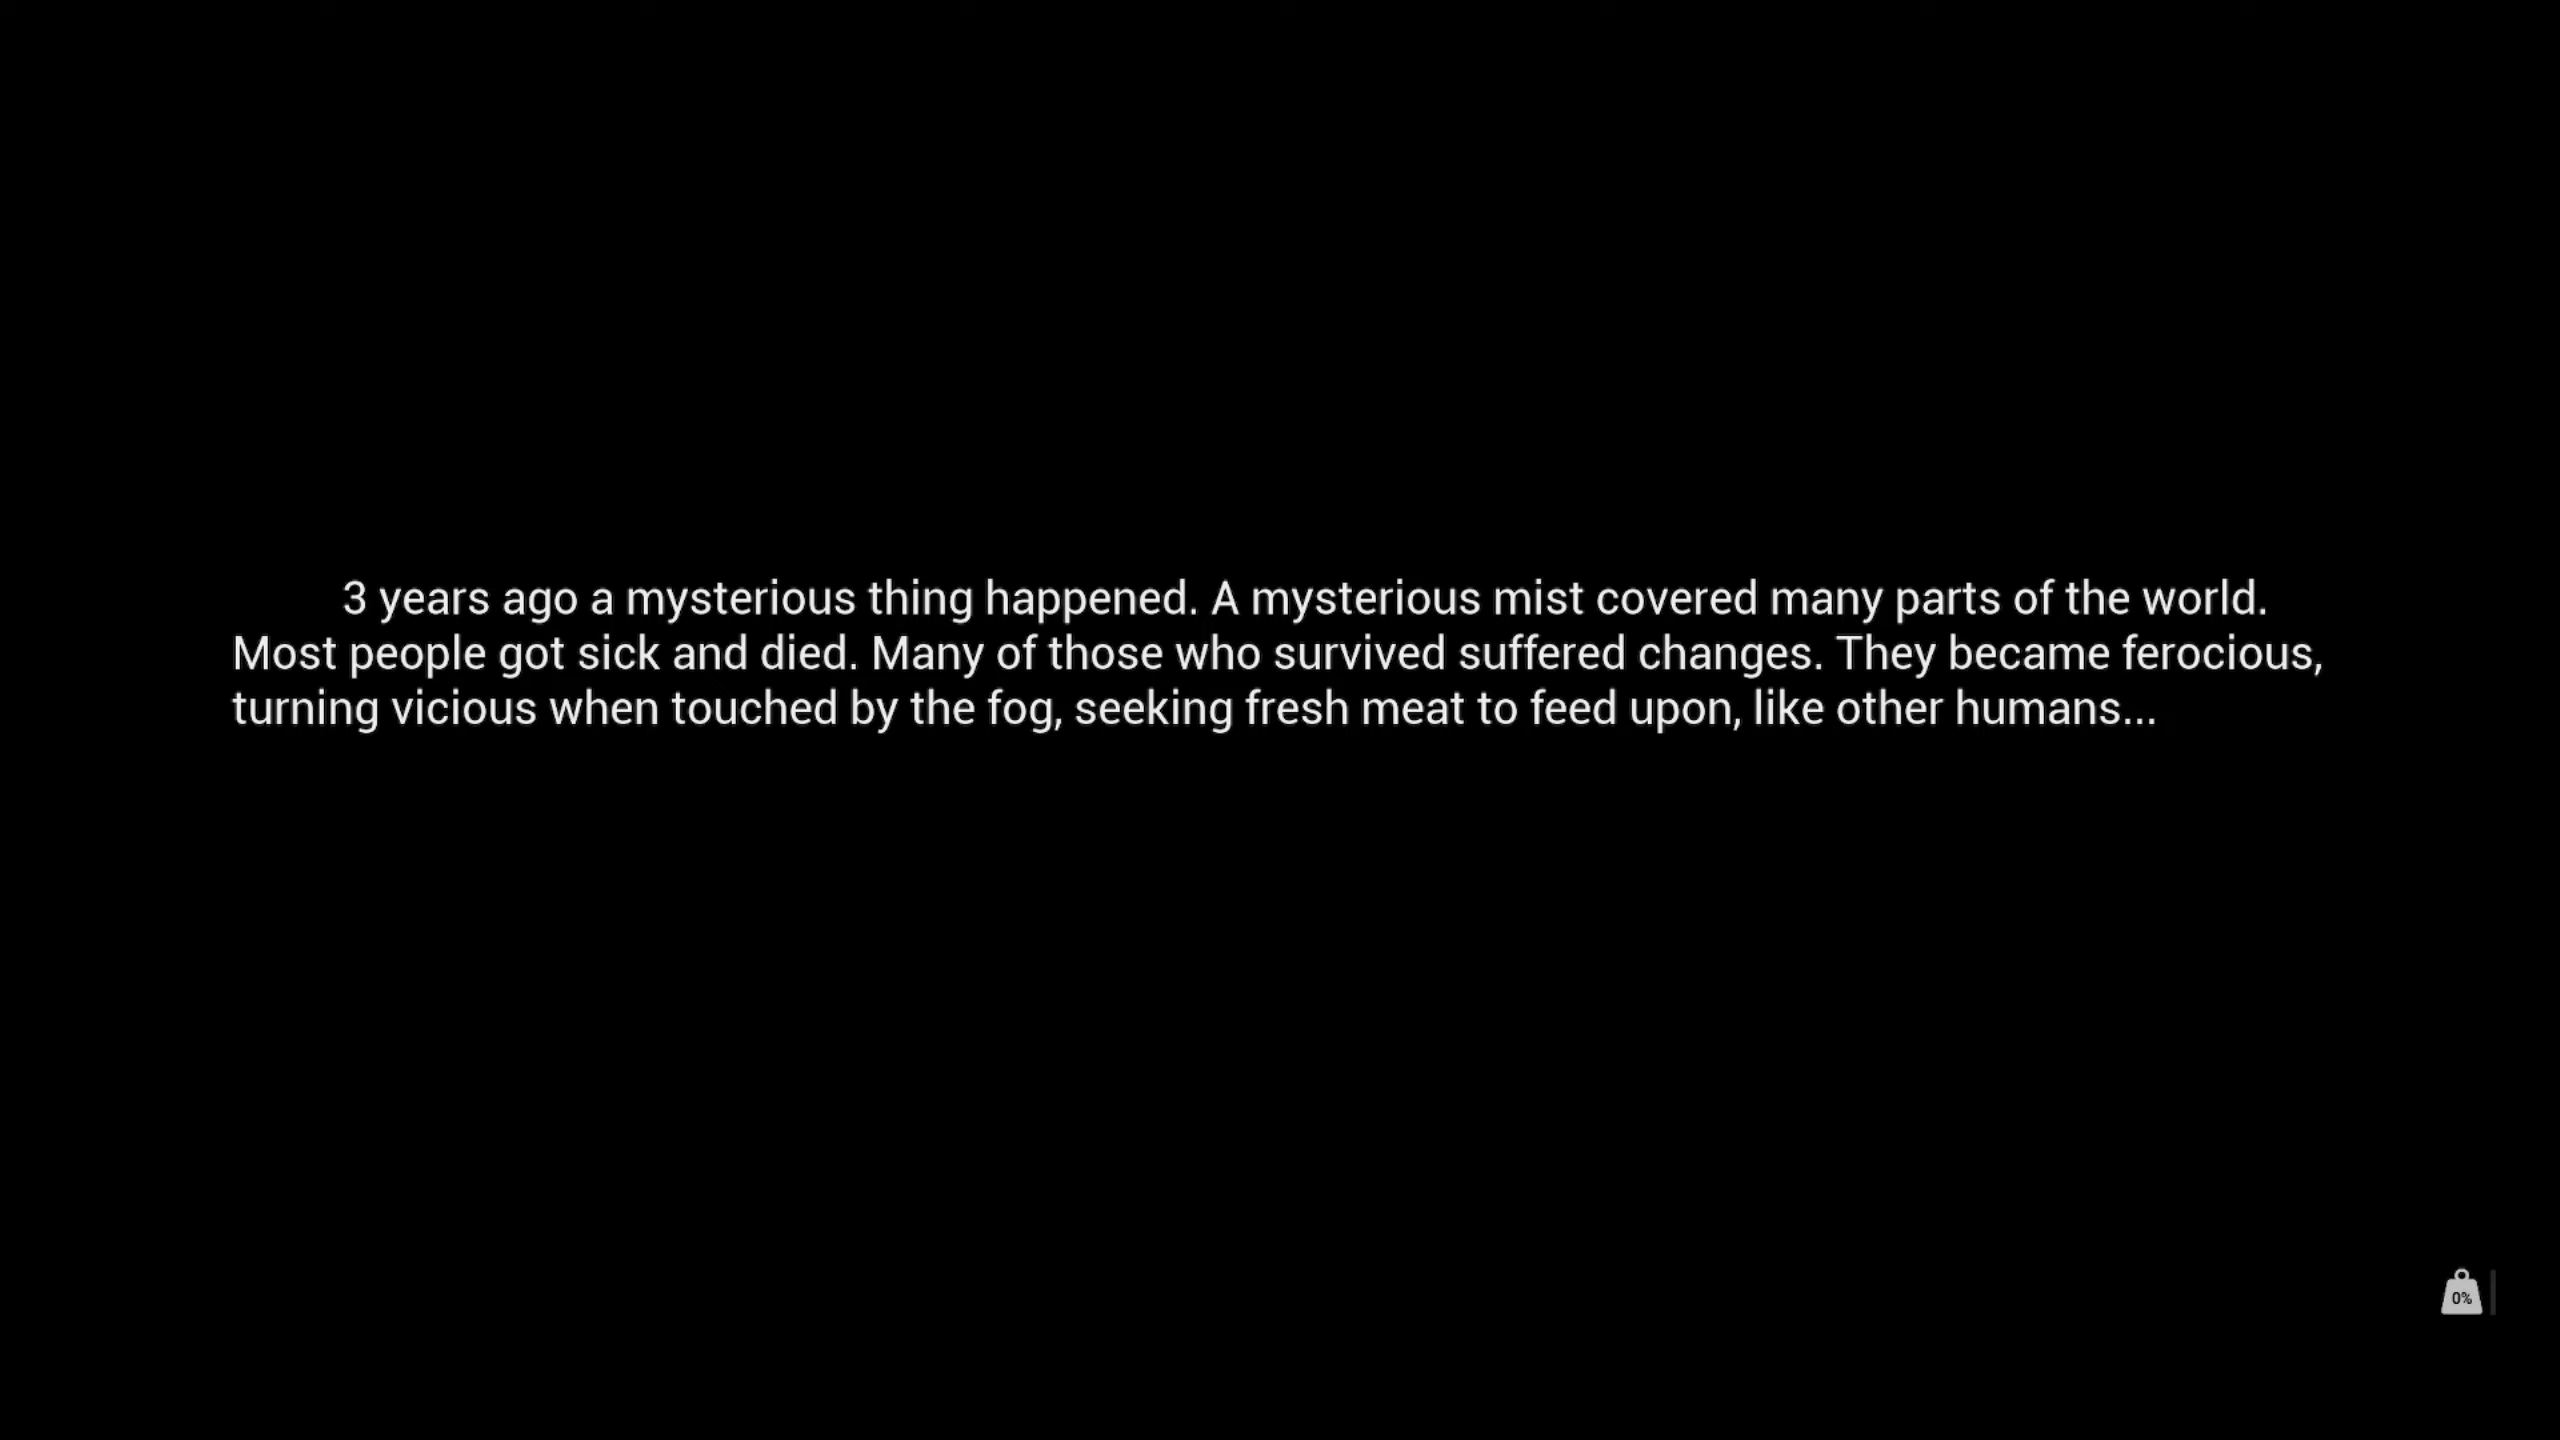 3 years ago a mysterious thing happened. A mysterious mist covered many parts of the world.
Most people got sick and died. Many of those who survived suffered changes. They became ferocious,
turning vicious when touched by the fog, seeking fresh meat to feed upon, like other humans...
0%